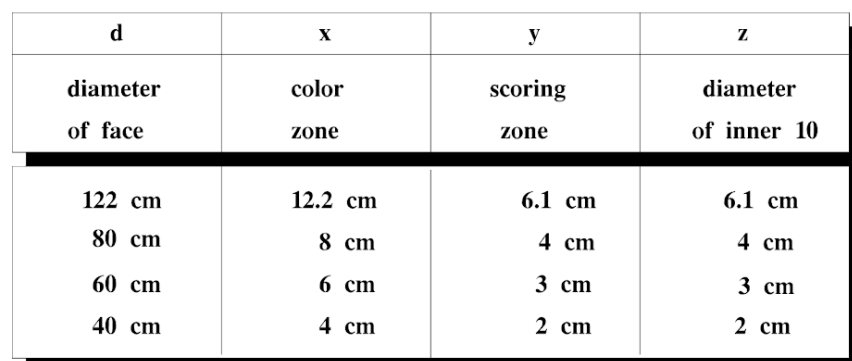 d x y z
diameter color scoring diameter
of face zone zone of inner 10
122 cm 12.2 cm 6.1 cm 6.1 cm
80 cm 8 cm 4 cm 4 cm
60 cm 6 cm 3 cm 3 cm
40 cm 4 cm 2 cm 2 cm